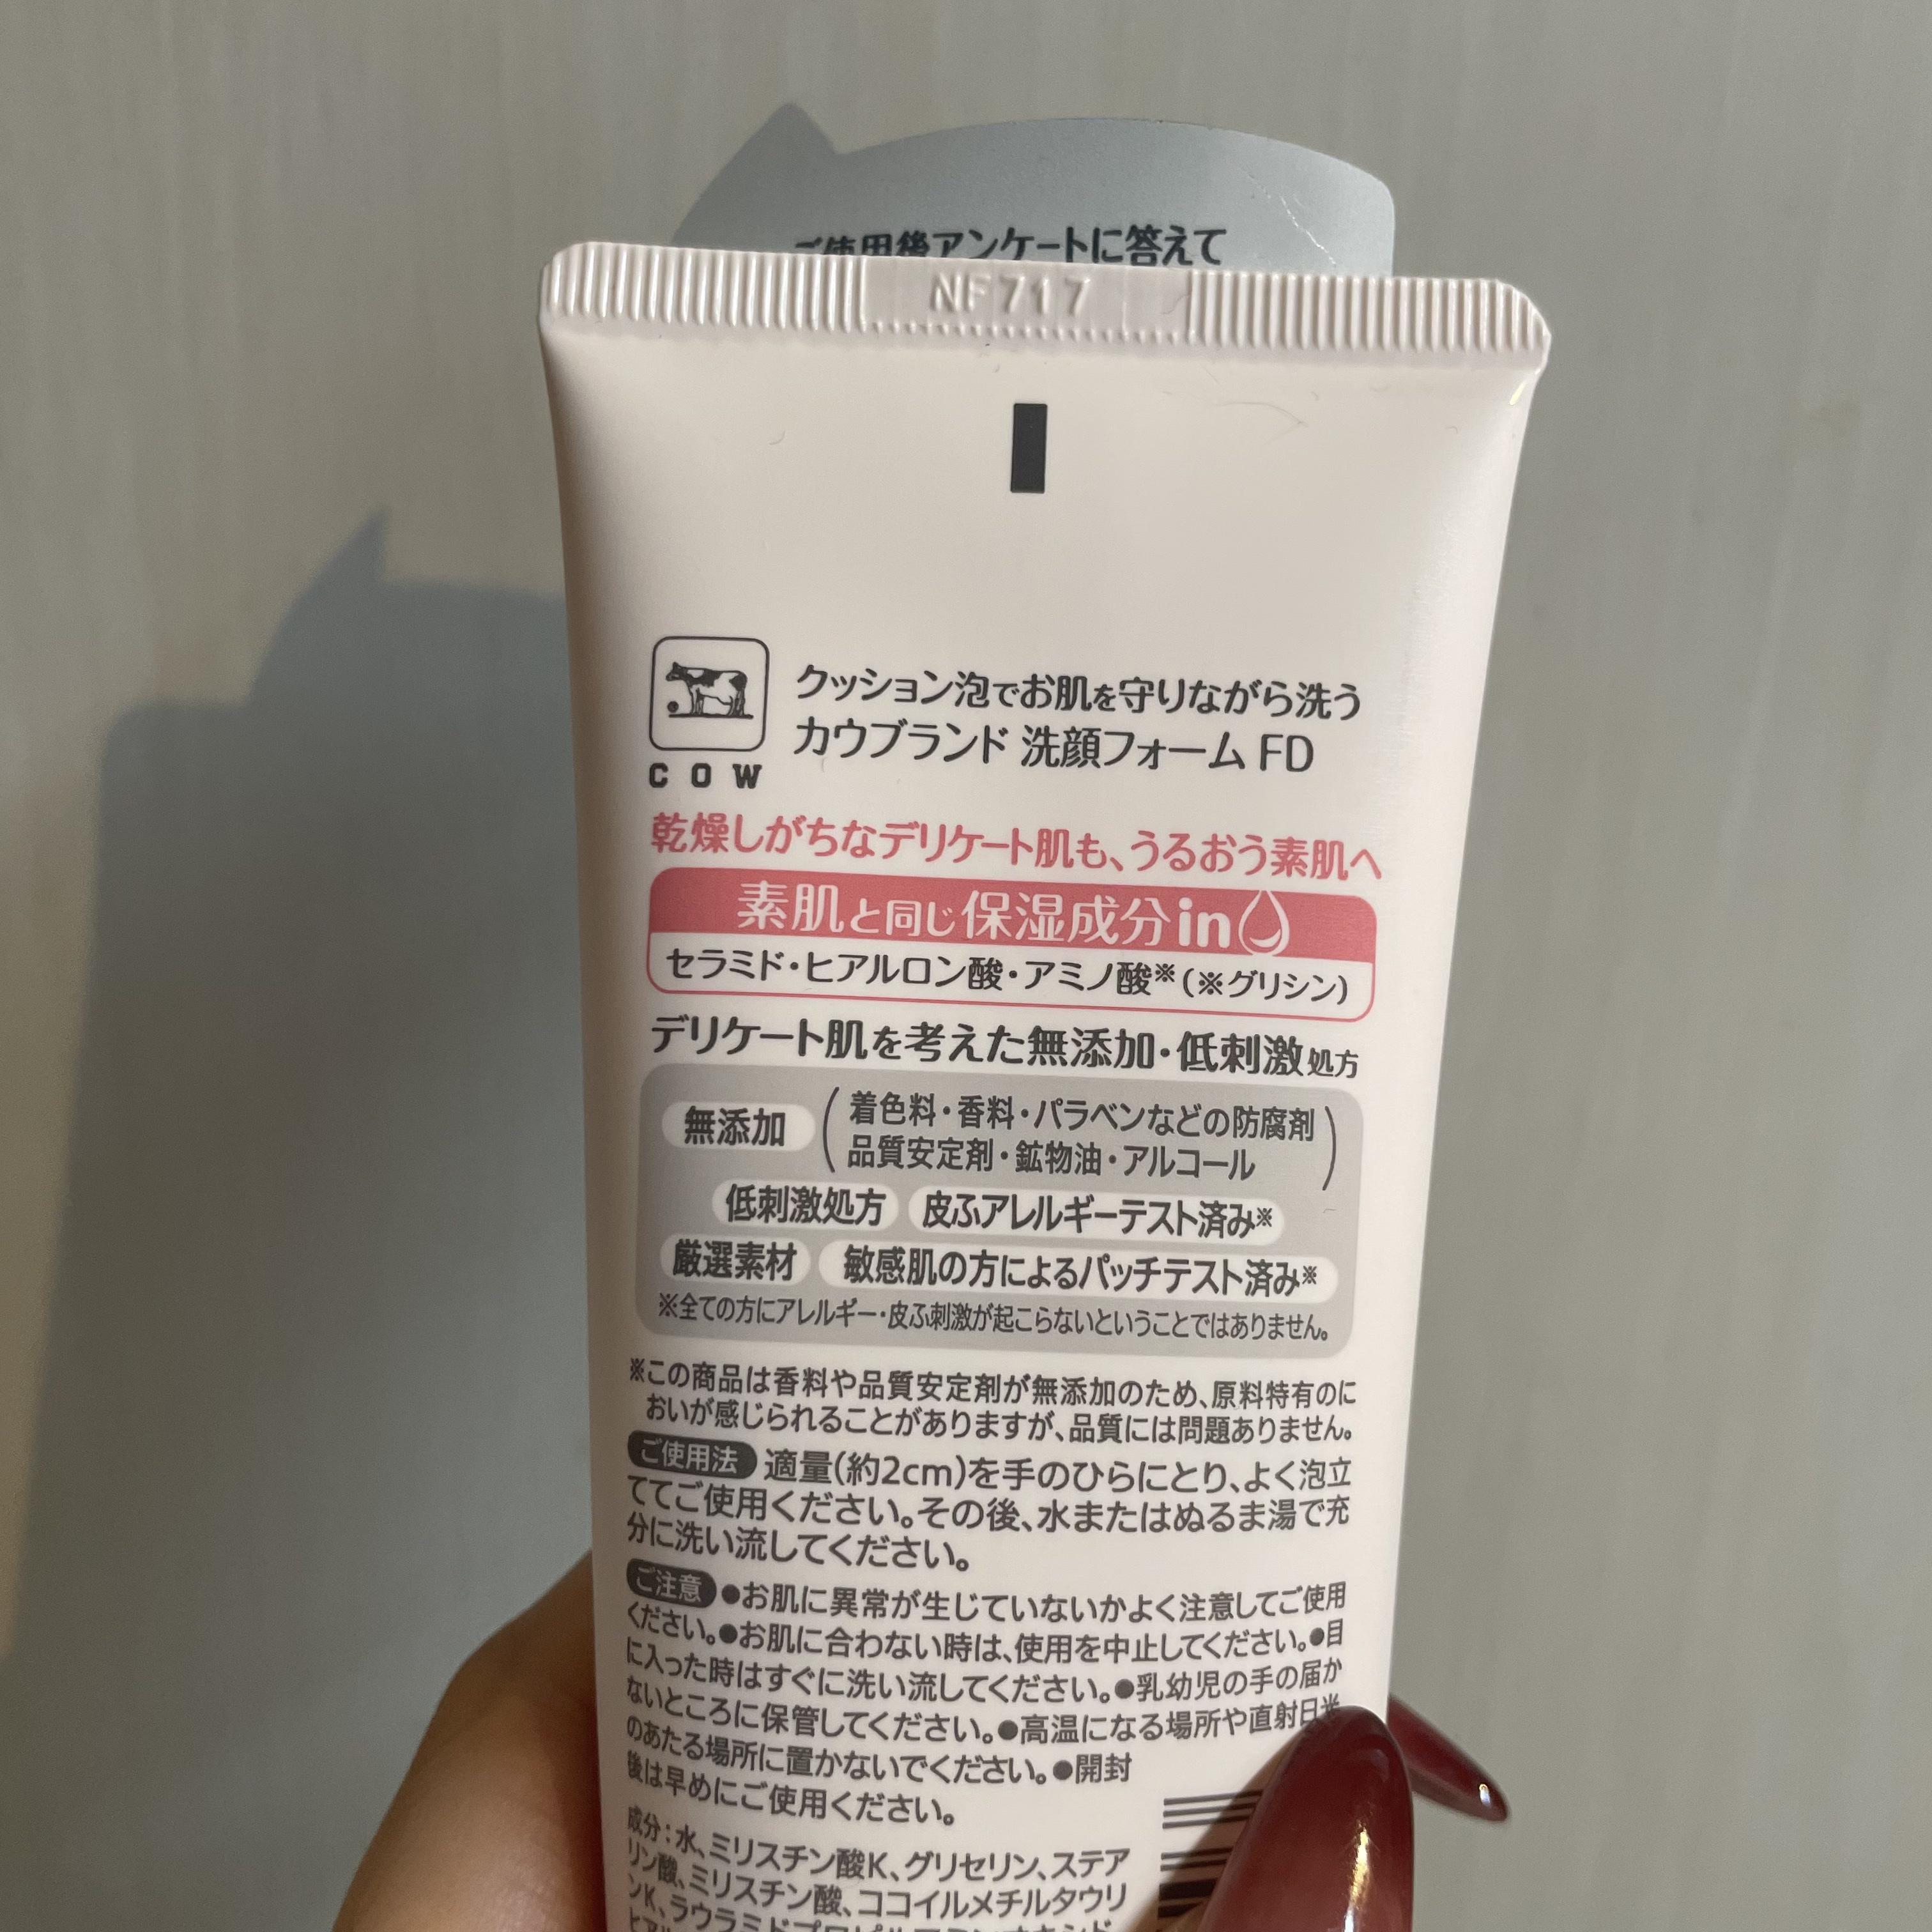 ご使用後アンケートに答えて
NF717
COW
クッション泡でお肌を守りながら洗う
カウブランド 洗顔フォーム FD
乾燥しがちなデリケート肌も、うるおう素肌へ
素肌と同じ保湿成分in
セラミド・ヒアルロン酸・アミノ酸※(※グリシン)
デリケート肌を考えた無添加・低刺激処方
無添加(着色料・香料・パラベンなどの防腐剤
品質安定剤・鉱物油・アルコール)
低刺激処方 皮ふアレルギーテスト済み※
厳選素材 敏感肌の方によるパッチテスト済み※
※全ての方にアレルギー・皮ふ刺激が起こらないということではありません。
※この商品は香料や品質安定剤が無添加のため、原料特有のに
おいが感じられることがありますが、品質には問題ありません。
ご使用法 適量(約2cm)を手のひらにとり、よく泡立
ててご使用ください。その後、水またはぬるま湯で充
分に洗い流してください。
ご注意 ●お肌に異常が生じていないかよく注意してご使用
ください。●お肌に合わない時は、使用を中止してください。●目
に入った時はすぐに洗い流してください。●乳幼児の手の届か
ないところに保管してください。●高温になる場所や直射日光
のあたる場所に置かないでください。●開封
後は早めにご使用ください。
成分:水、ミリスチン酸K、グリセリン、ステア
リン酸、ミリスチン酸、ココイルメチルタウリ
ンK、ラウラミドプロピル